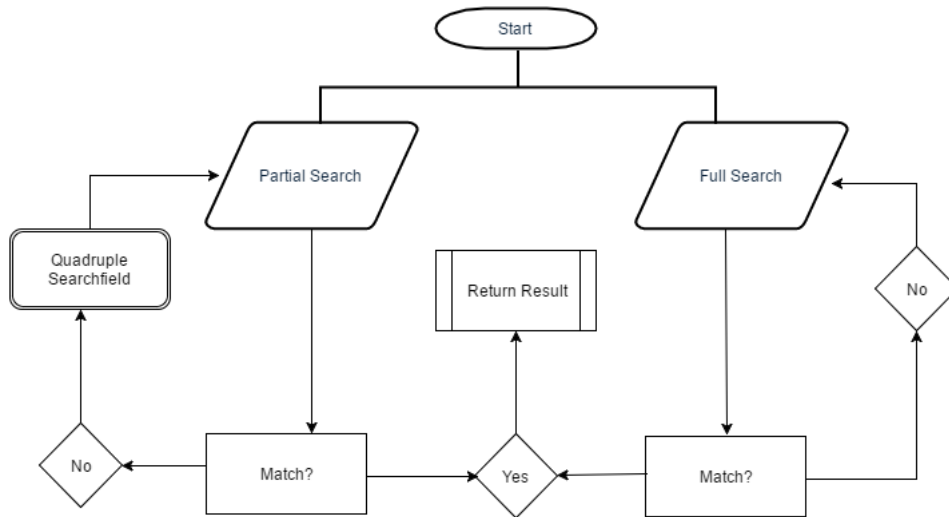 Start
Partial Search
Full Search
Quadruple
Searchfield
Return Result
No
No
Match?
Yes
Match?